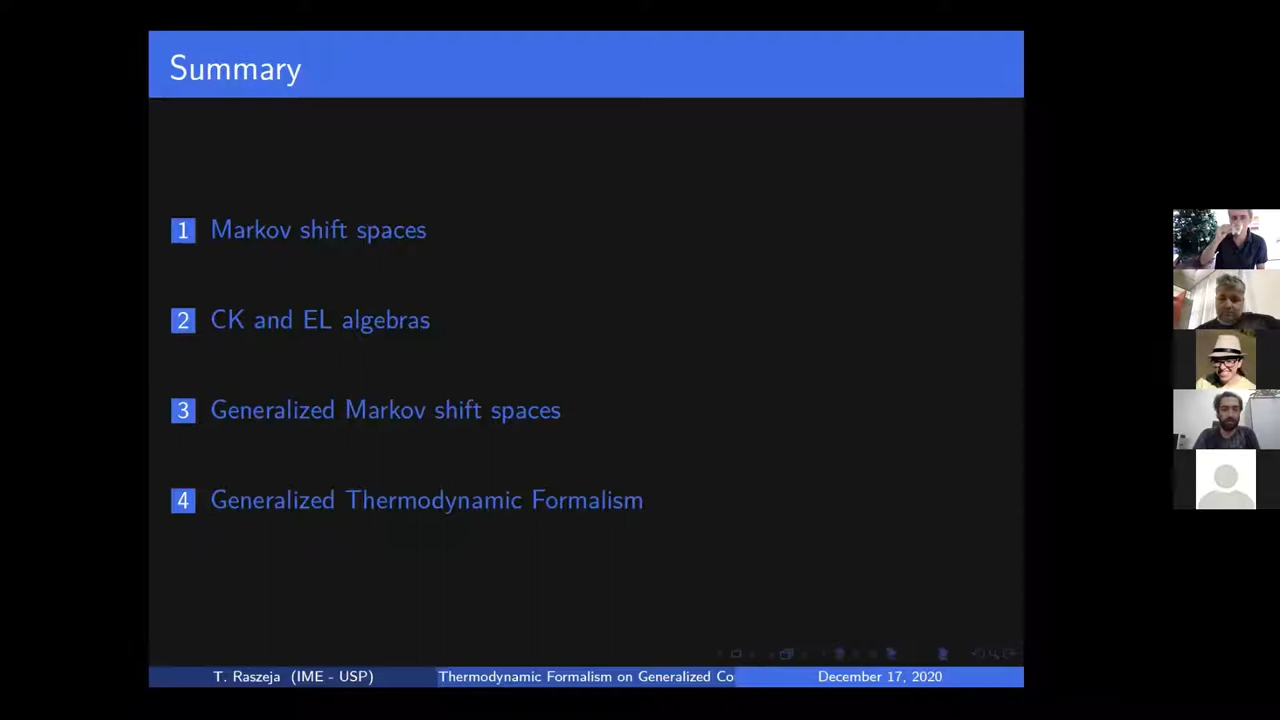 Summary
1 Markov shift spaces
2 CK and EL algebras
3 Generalized Markov shift spaces
4 Generalized Thermodynamic Formalism
T. Raszeja (IME - USP) Thermodynamic Formalism on Generalized Co December 17, 2020